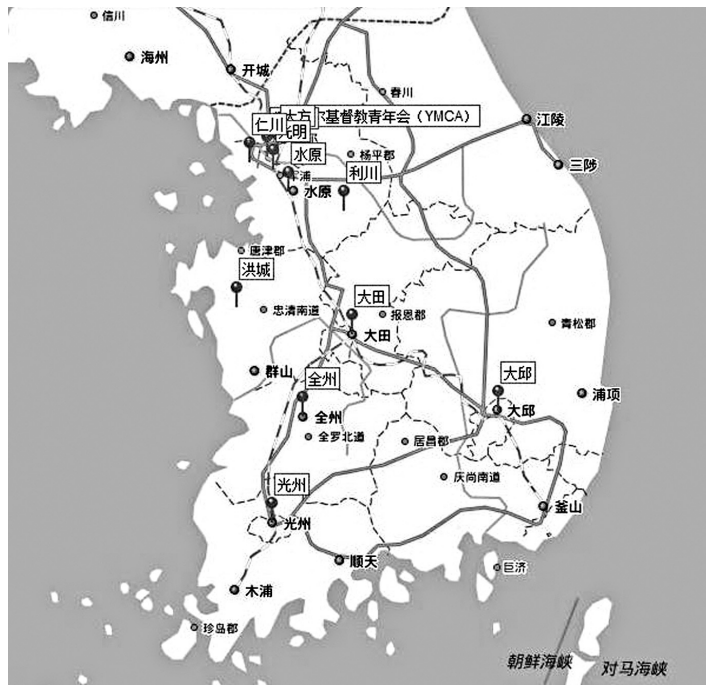 信川
海州
开城
春川
尔基督教青年会（YMCA）
仁川
光明
江陵
水原
杨平郡
三陟
利川
水原
唐津郡
洪城
大田
忠清南道
报恩郡
青松郡
大田
群山
全州
大邱
浦项
全州
大邱
全罗北道
居昌郡
庆尚南道
光州
釜山
光州
顺天
巨济
木浦
珍岛郡
朝鲜海峡
对马海峡